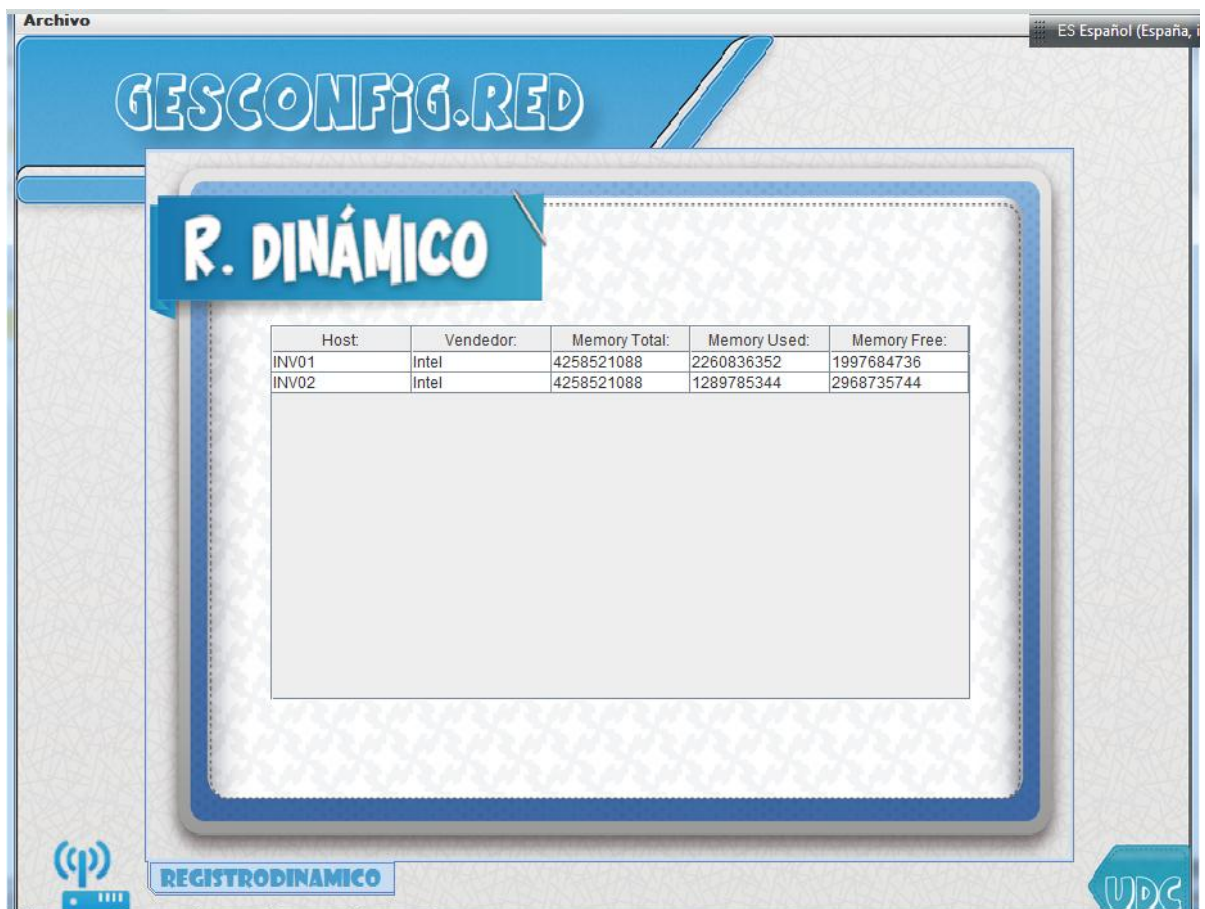 Archivo
ES Español (España, i
GESCONFIG.RED
R. DINÁMICO
Host: Vendedor: Memory Total: Memory Used: Memory Free:
INV01 Intel 4258521088 2260836352 1997684736
INV02 Intel 4258521088 1289785344 2968735744
REGISTRODINAMICO
UDC